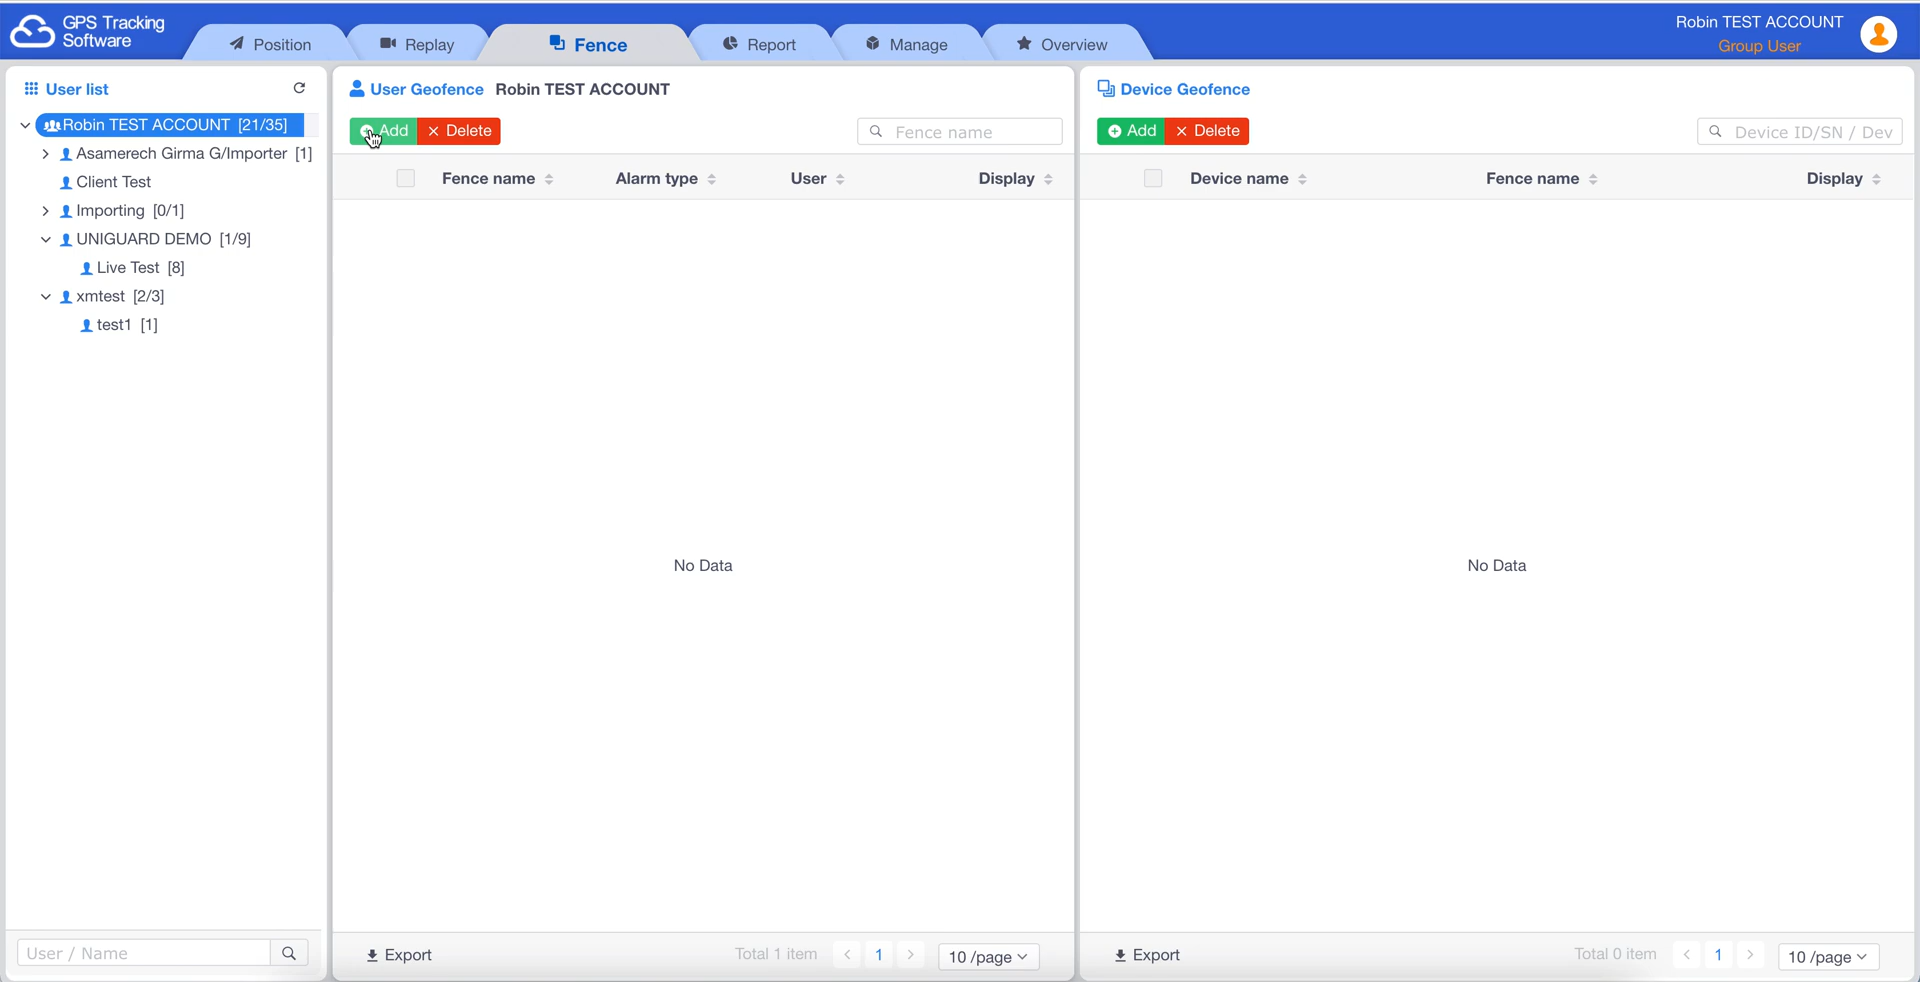 GPS Tracking
Software
Position
Replay
Fence
Report
Manage
Overview
Robin TEST ACCOUNT
Group User
User list
Robin TEST ACCOUNT [21/35]
Asamerech Girma G/Importer [1]
Client Test
Importing [0/1]
UNIGUARD DEMO [1/9]
Live Test [8]
xmtest [2/3]
test1 [1]
User / Name
User Geofence Robin TEST ACCOUNT
Add Delete
Fence name
Fence name Alarm type User Display
No Data
Export Total 1 item 1 10 /page
Device Geofence
Add Delete
Device ID/SN / Dev
Device name Fence name Display
No Data
Export Total 0 item 1 10 /page